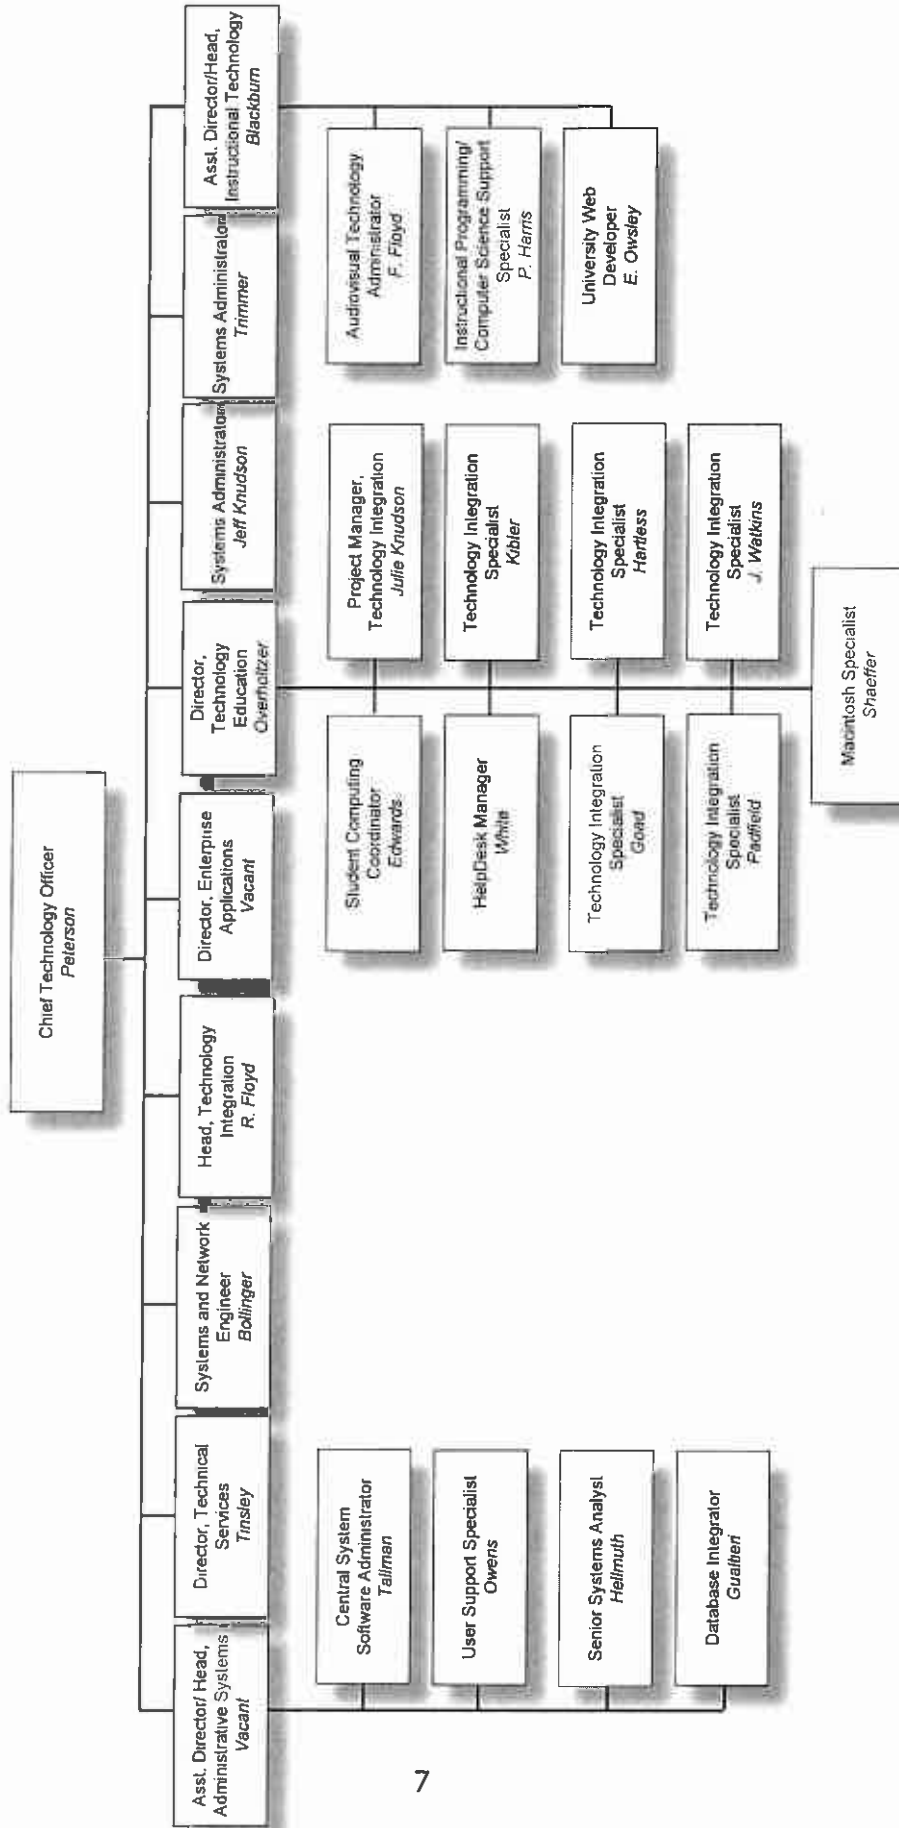 Chief Technology Officer
Peterson
Asst. Director/ Head,
Administrative Systems
Vacant
Director, Technical
Services
Tinsley
Systems and Network
Engineer
Bollinger
Head, Technology
Integration
R. Floyd
Director, Enterprise
Applications
Vacant
Director,
Technology
Education
Overholtzer
Systems Administrator
Jeff Knudson
Systems Administrator
Trimmer
Asst. Director/Head,
Instructional Technology
Blackburn
Central System
Software Administrator
Tallman
User Support Specialist
Owens
Senior Systems Analyst
Hellmuth
Database Integrator
Gualteri
Student Computing
Coordinator
Edwards
Project Manager,
Technology Integration
Julie Knudson
HelpDesk Manager
White
Technology Integration
Specialist
Kibler
Technology Integration
Specialist
Goad
Technology Integration
Specialist
Hartless
Technology Integration
Specialist
Padfield
Technology Integration
Specialist
J. Watkins
Macintosh Specialist
Shaeffer
Audiovisual Technology
Administrator
F. Floyd
Instructional Programming/
Computer Science Support
Specialist
P. Harris
University Web
Developer
E. Owsley
7